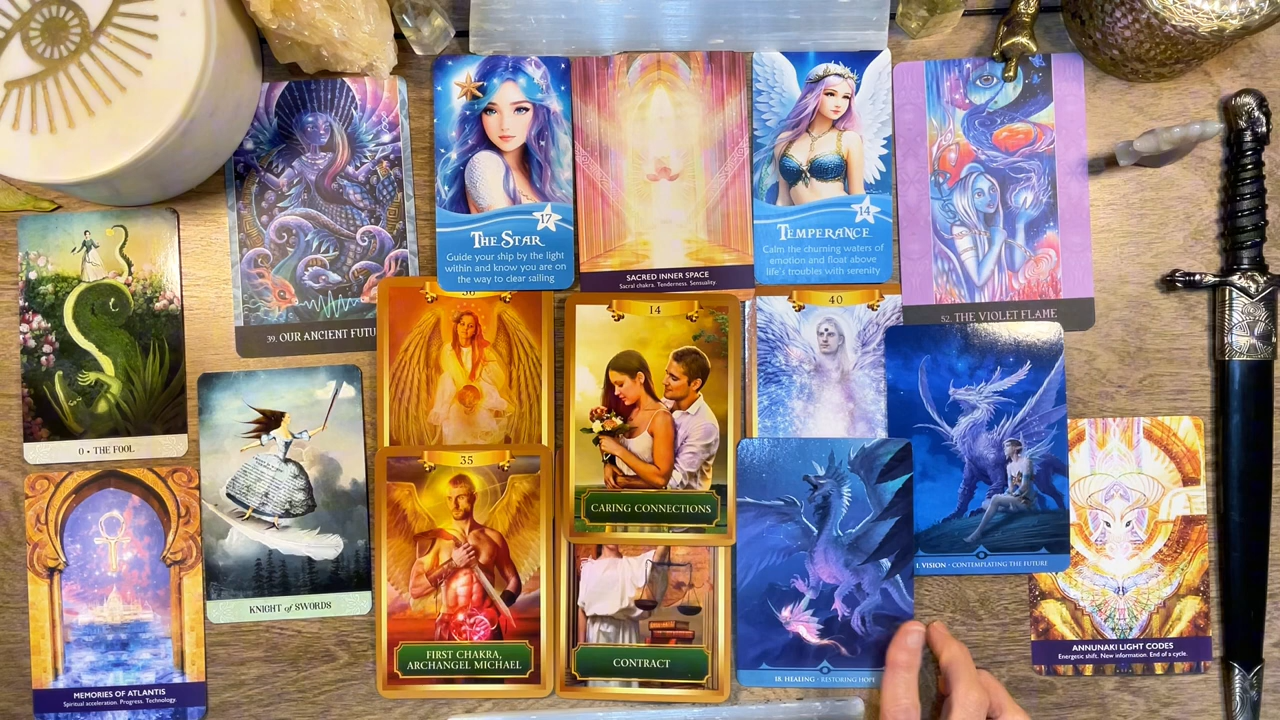 17
THE STAR
Guide your ship by the light
within and know you are on
the way to clear sailing
SACRED INNER SPACE
Sacral chakra. Tenderness. Sensuality.
14
TEMPERANCE
Calm the churning waters of
emotion and float above
life's troubles with serenity
39. OUR ANCIENT FUTU
52. THE VIOLET FLAME
0 • THE FOOL
KNIGHT of SWORDS
MEMORIES OF ATLANTIS
Spiritual acceleration. Progress. Technology.
14
CARING CONNECTIONS
40
35
FIRST CHAKRA,
ARCHANGEL MICHAEL
CONTRACT
I. VISION • CONTEMPLATING THE FUTURE
18. HEALING • RESTORING HOPE
ANNUNAKI LIGHT CODES
Energetic shift. New information. End of a cycle.